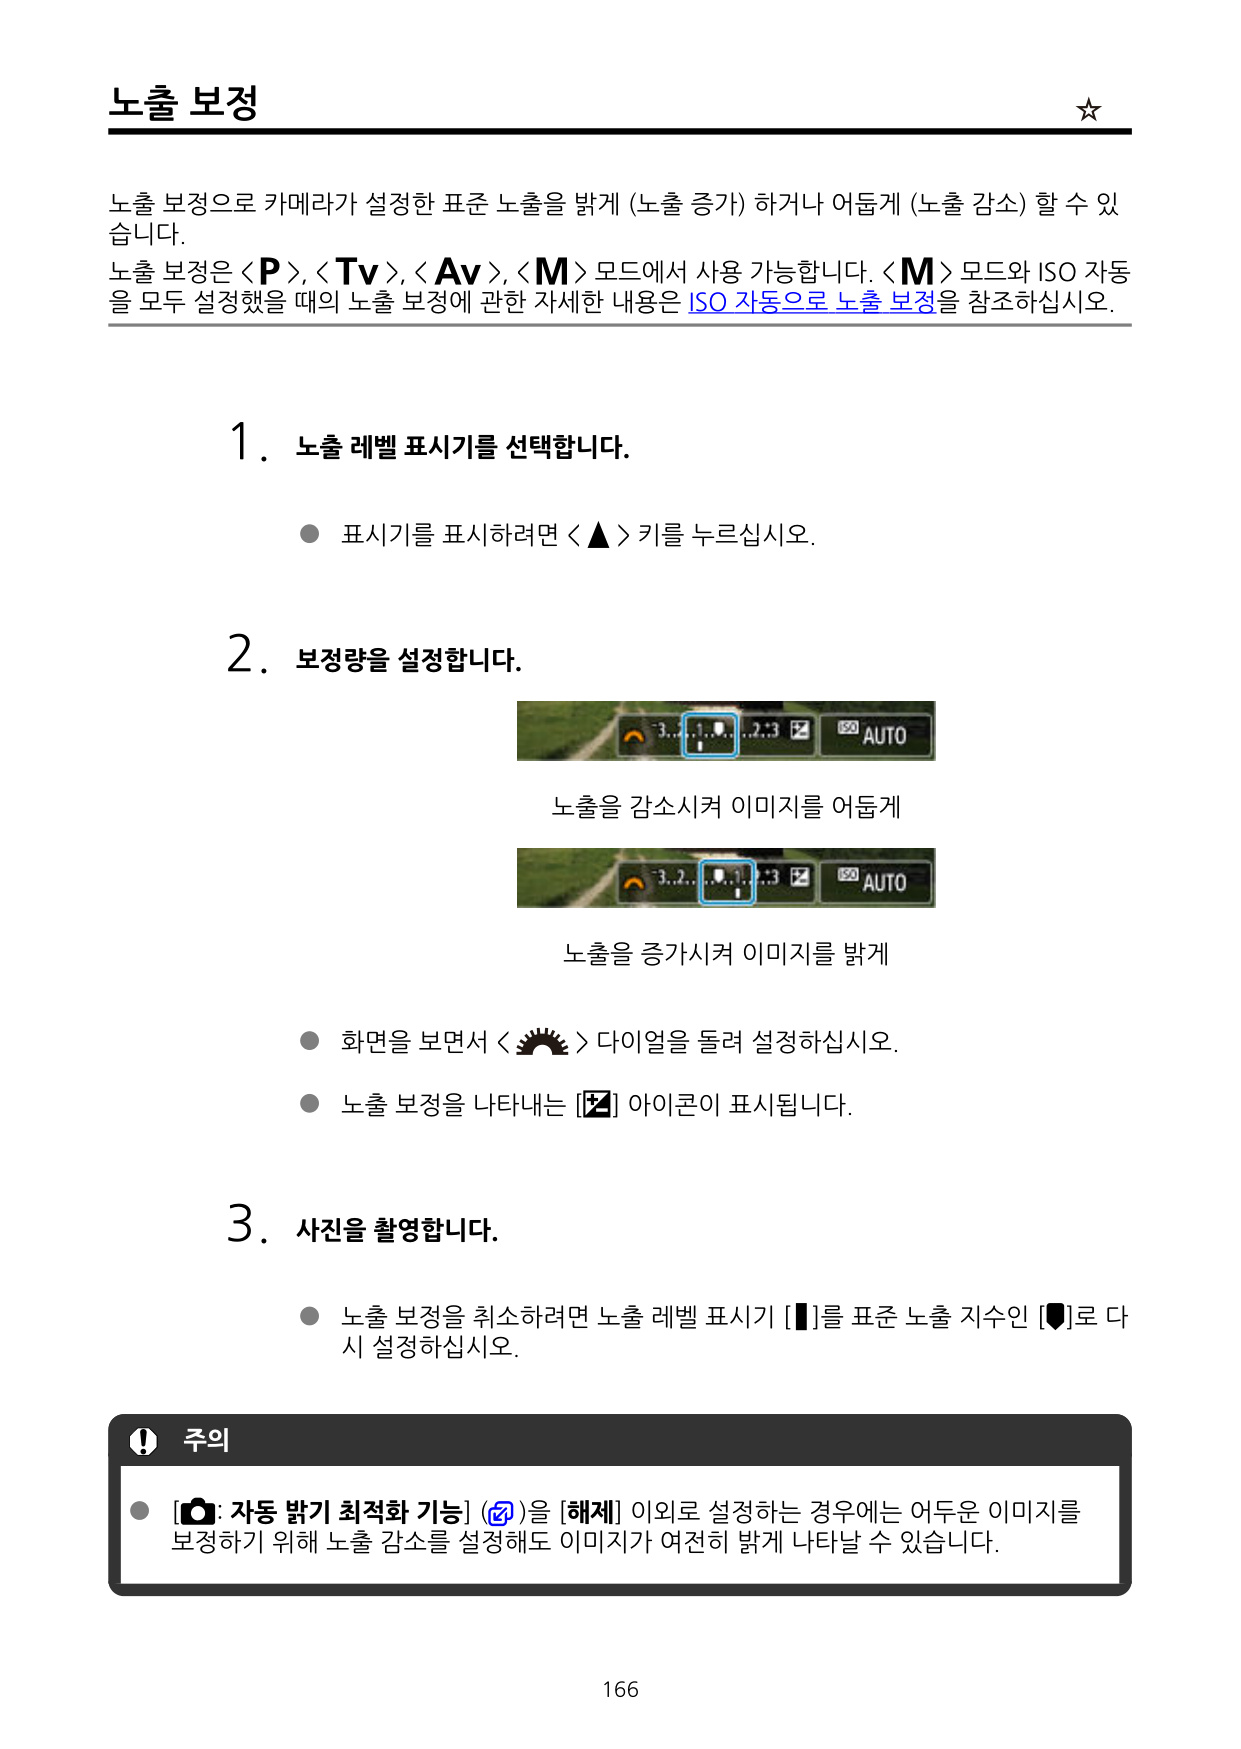 노출 보정 ☆
노출 보정으로 카메라가 설정한 표준 노출을 밝게 (노출 증가) 하거나 어둡게 (노출 감소) 할 수 있
습니다.
노출 보정은 <P>, <Tv>, <Av>, <M> 모드에서 사용 가능합니다. <M> 모드와 ISO 자동
을 모두 설정했을 때의 노출 보정에 관한 자세한 내용은 ISO 자동으로 노출 보정을 참조하십시오.
1. 노출 레벨 표시기를 선택합니다.
● 표시기를 표시하려면 <▲> 키를 누르십시오.
2. 보정량을 설정합니다.
-3..2..1..0..1..2..+3 ISO AUTO
노출을 감소시켜 이미지를 어둡게
-3..2..1..0..1..2..+3 ISO AUTO
노출을 증가시켜 이미지를 밝게
● 화면을 보면서 < > 다이얼을 돌려 설정하십시오.
● 노출 보정을 나타내는 [ ] 아이콘이 표시됩니다.
3. 사진을 촬영합니다.
● 노출 보정을 취소하려면 노출 레벨 표시기 [ ]를 표준 노출 지수인 [ ]로 다
시 설정하십시오.
주의
● [ : 자동 밝기 최적화 기능] ( )을 [해제] 이외로 설정하는 경우에는 어두운 이미지를
보정하기 위해 노출 감소를 설정해도 이미지가 여전히 밝게 나타날 수 있습니다.
166